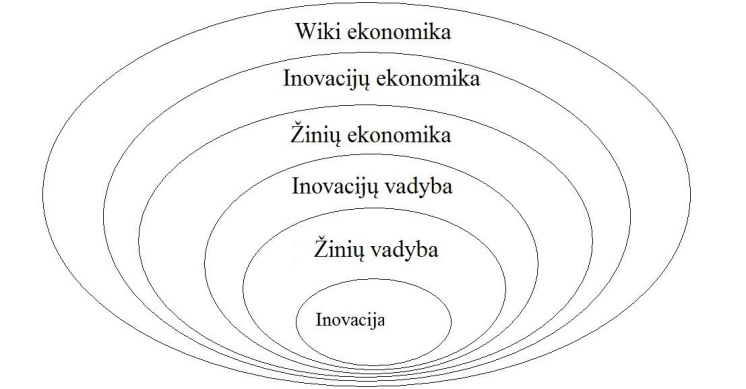 Wiki ekonomika
Inovacijų ekonomika
Žinių ekonomika
Inovacijų vadyba
Žinių vadyba
Inovacija